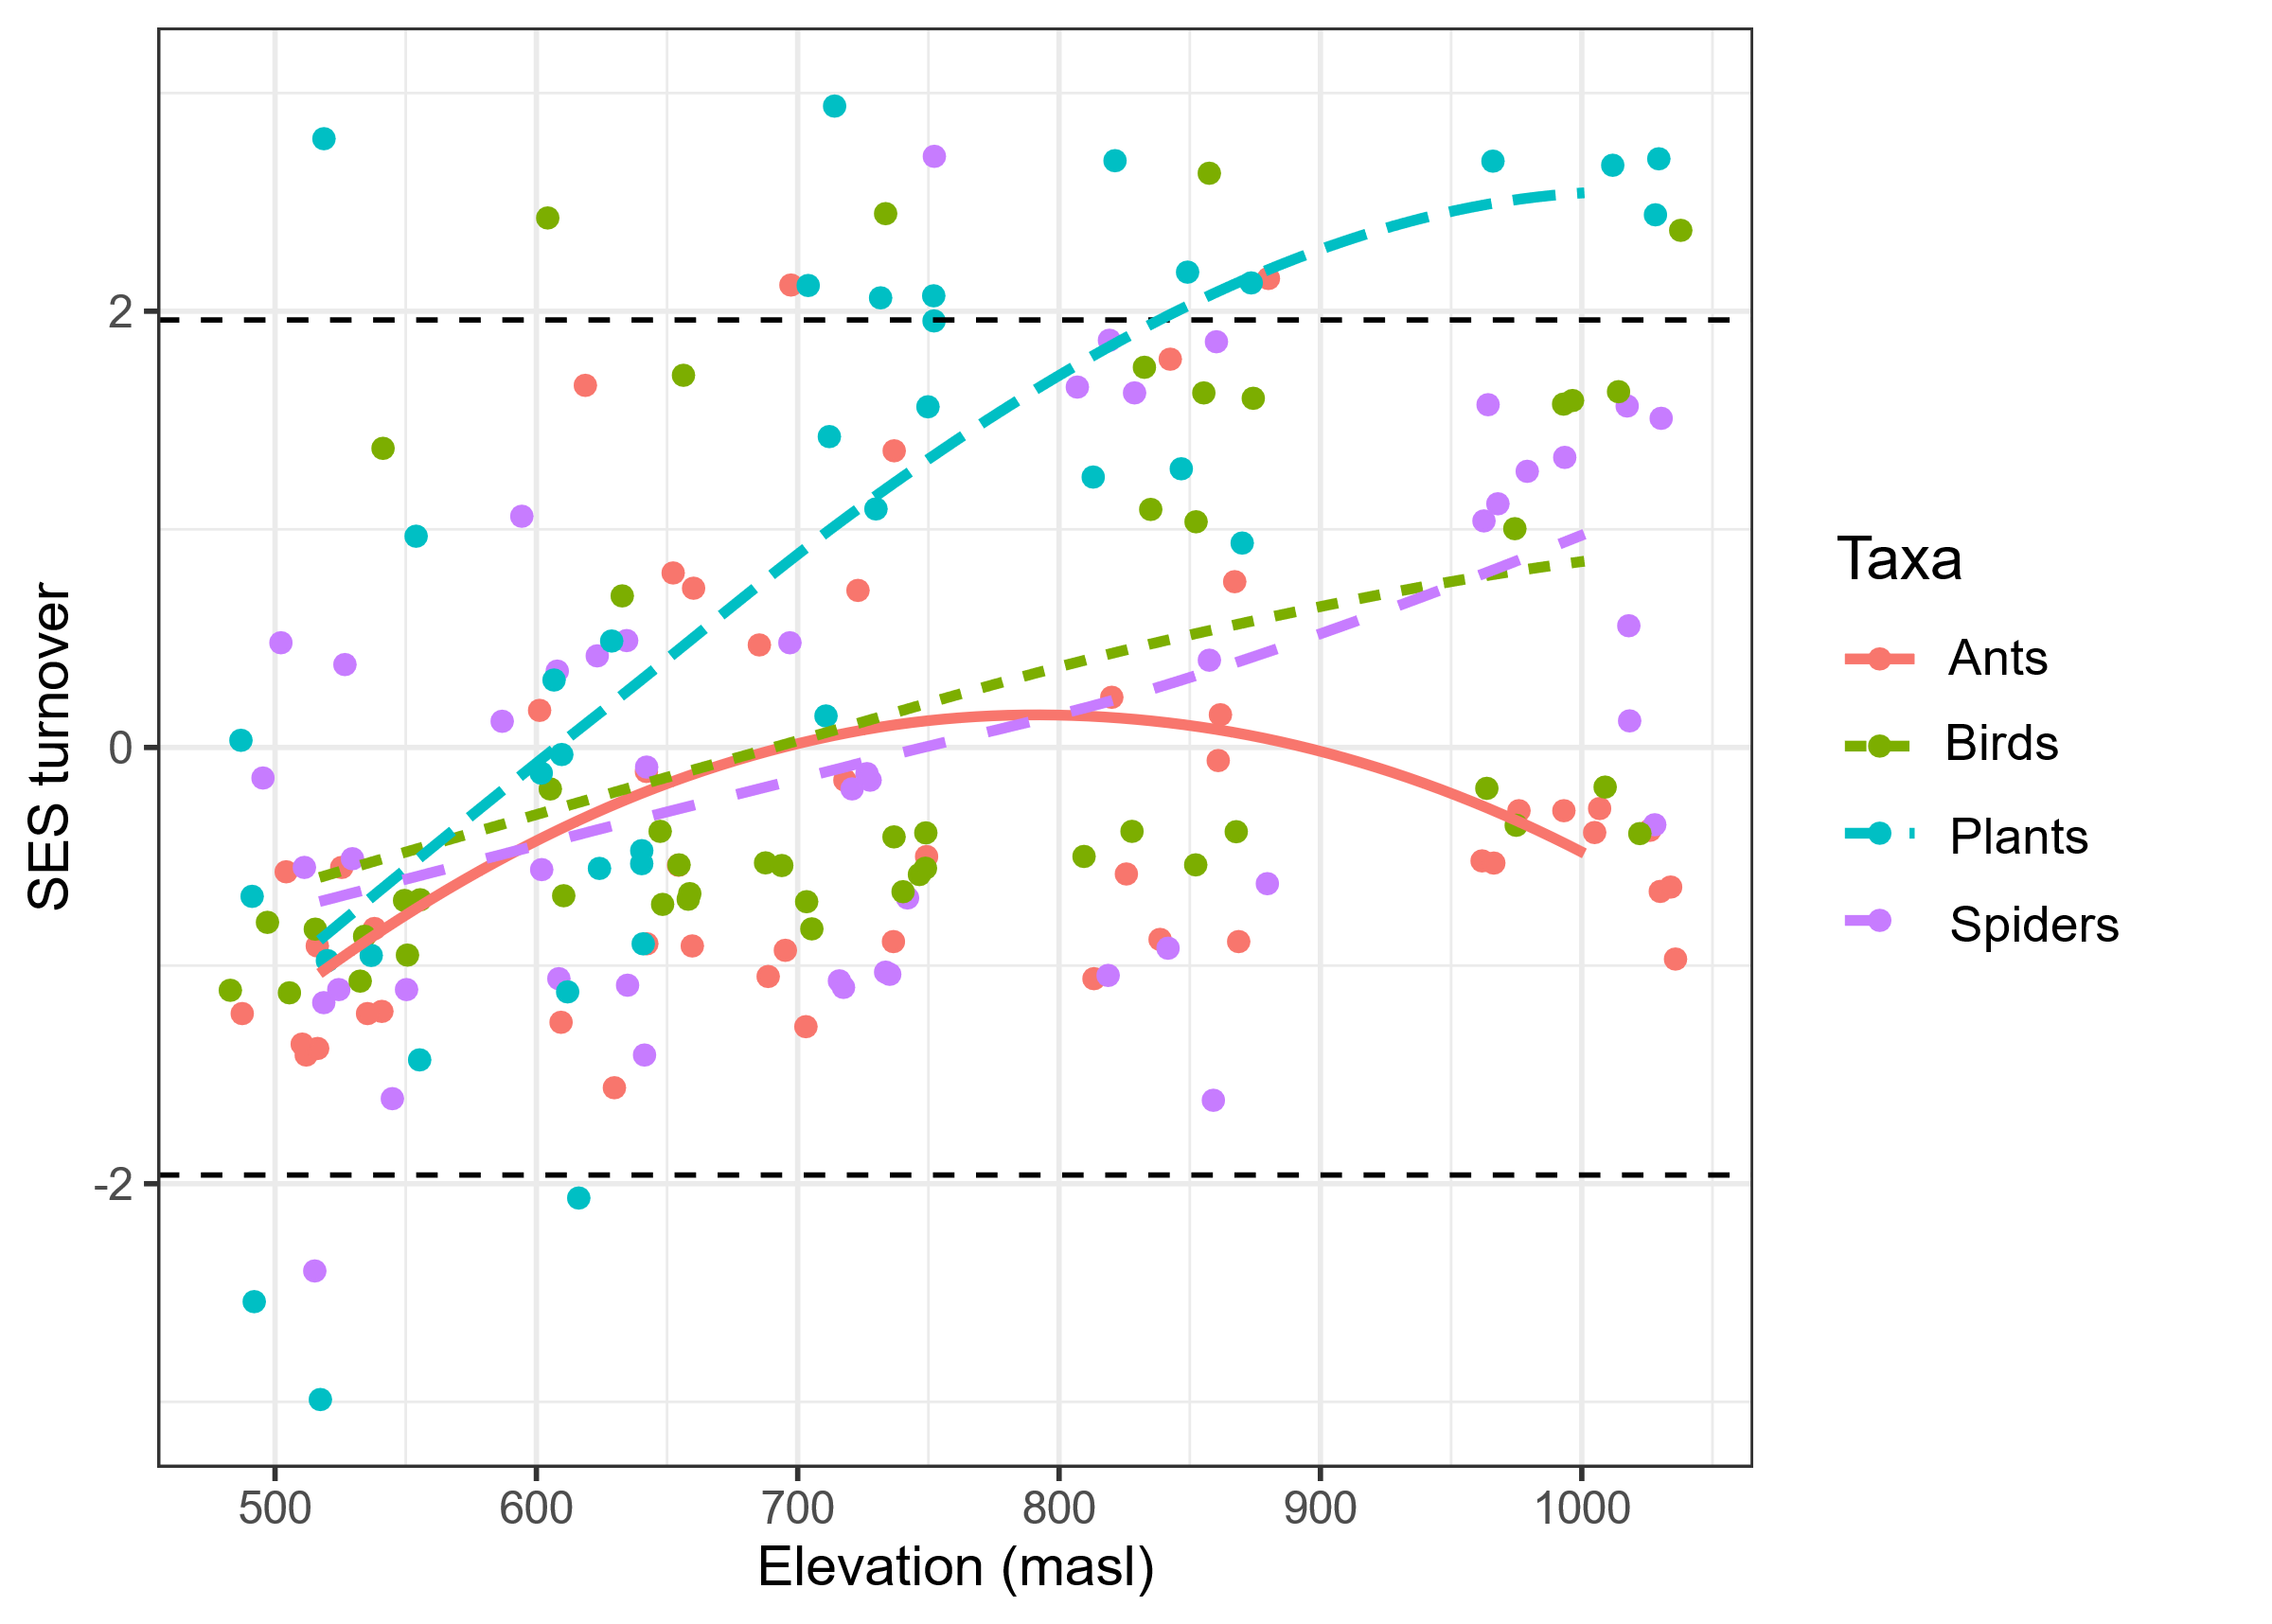 SES turnover
2
0
-2
500 600 700 800 900 1000
Elevation (masl)
Taxa
Ants
Birds
Plants
Spiders